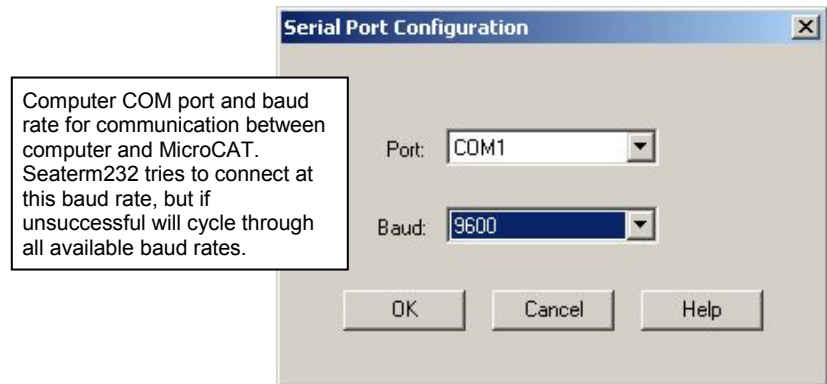 Serial Port Configuration
Computer COM port and baud
rate for communication between
computer and MicroCAT.
Seaterm232 tries to connect at
this baud rate, but if
unsuccessful will cycle through
all available baud rates.
Port: COM1
Baud: 9600
OK Cancel Help